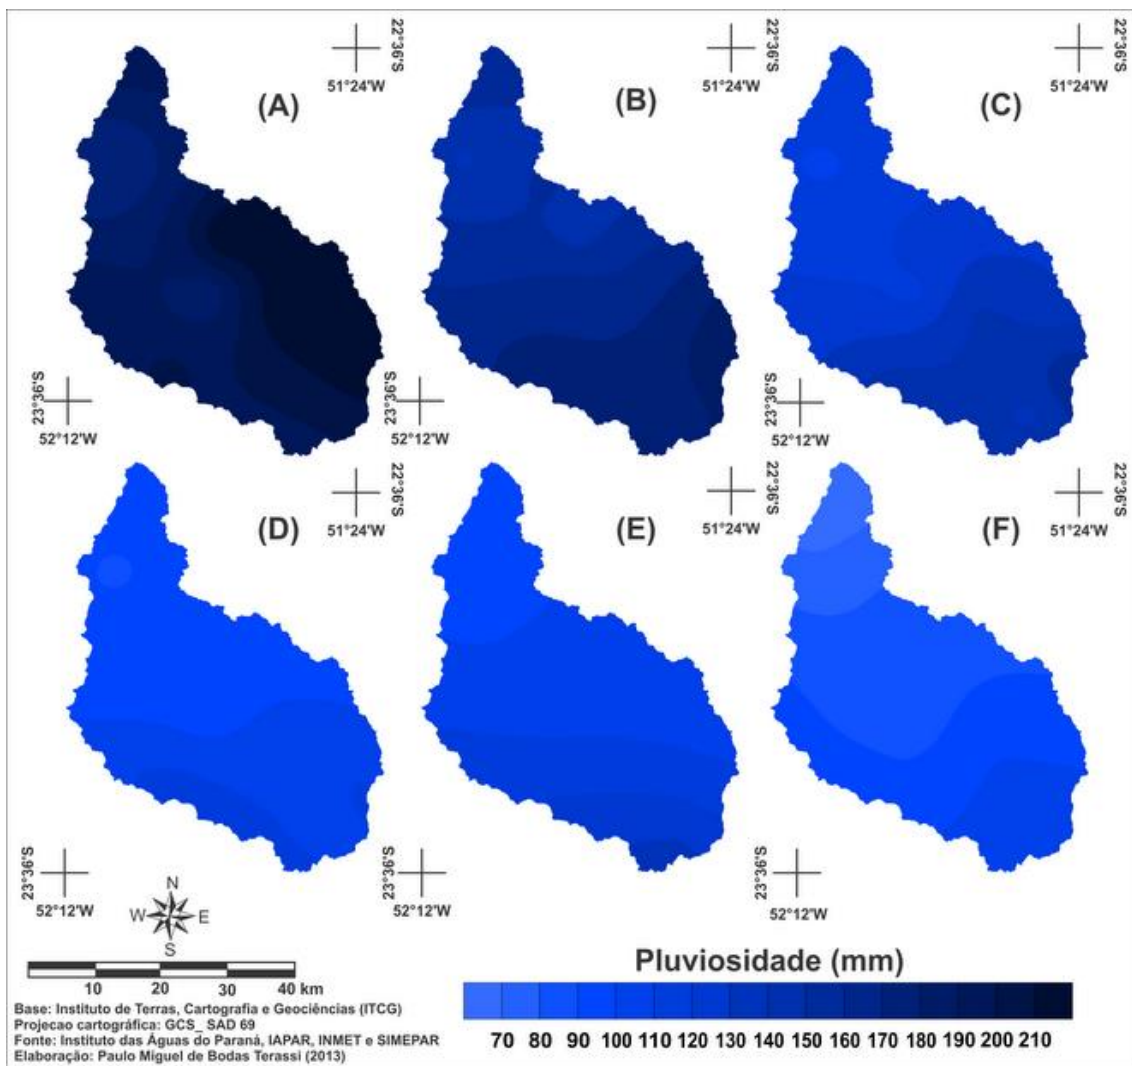 22°36'S
51°24'W
(A)
23°36'S
52°12'W
22°36'S
51°24'W
(B)
23°36'S
52°12'W
22°36'S
51°24'W
(C)
23°36'S
52°12'W
22°36'S
51°24'W
(D)
23°36'S
52°12'W
22°36'S
51°24'W
(E)
23°36'S
52°12'W
22°36'S
51°24'W
(F)
23°36'S
52°12'W
N
W E
S
10 20 30 40 km
Base: Instituto de Terras, Cartografia e Geociências (ITCG)
Projecao cartográfica: GCS_ SAD 69
Fonte: Instituto das Águas do Paraná, IAPAR, INMET e SIMEPAR
Elaboração: Paulo Miguel de Bodas Terassi (2013)
Pluviosidade (mm)
70 80 90 100 110 120 130 140 150 160 170 180 190 200 210